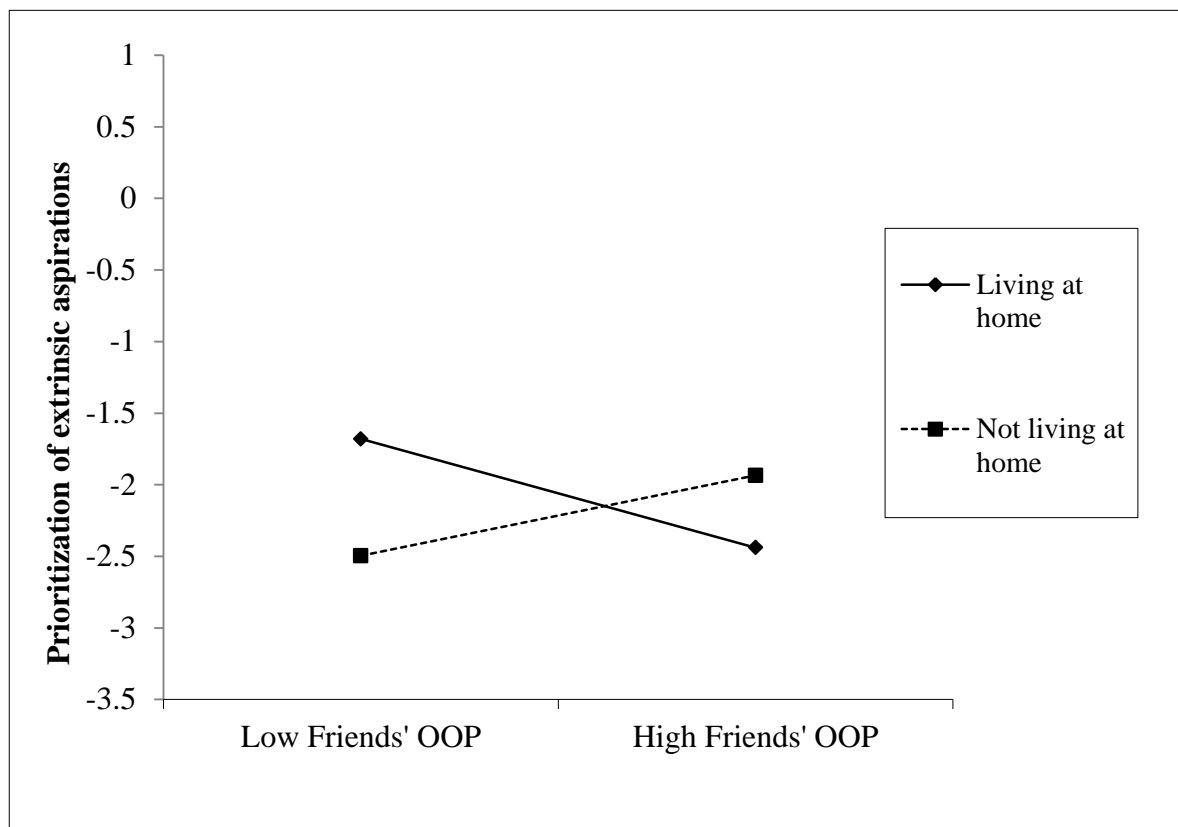 Prioritization of extrinsic aspirations
1
0.5
0
-0.5
-1
-1.5
-2
-2.5
-3
-3.5
Low Friends' OOP
High Friends' OOP
Living at
home
Not living at
home